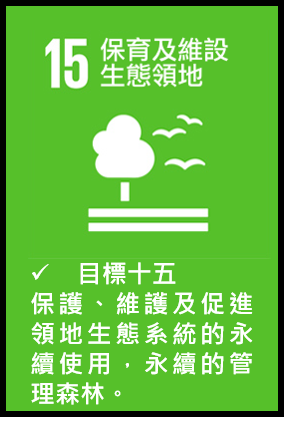 15 保育及維設
生態領地
✓ 目標十五
保護、維護及促進
領地生態系統的永
續使用，永續的管
理森林。